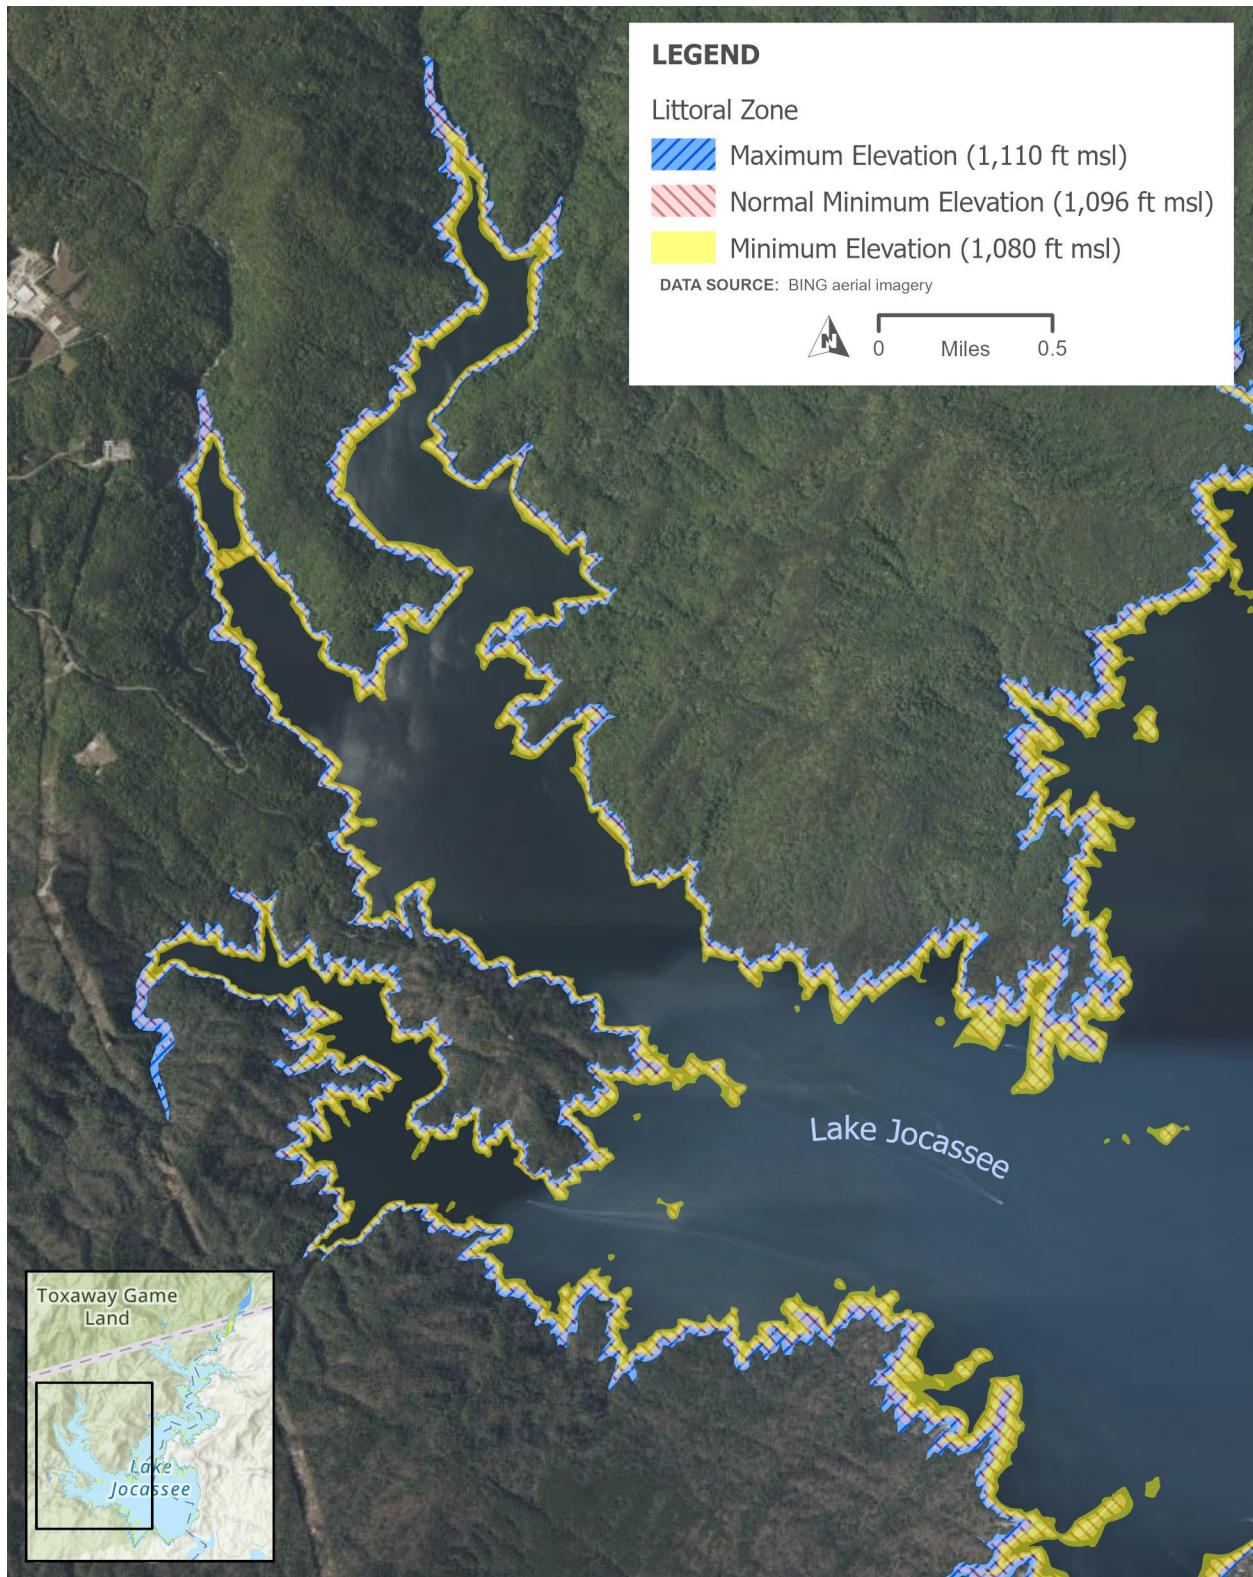 LEGEND
Littoral Zone
Maximum Elevation (1,110 ft msl)
Normal Minimum Elevation (1,096 ft msl)
Minimum Elevation (1,080 ft msl)
DATA SOURCE: BING aerial imagery
N
0 Miles 0.5
Lake Jocassee
Toxaway Game
Land
Lake
Jocassee